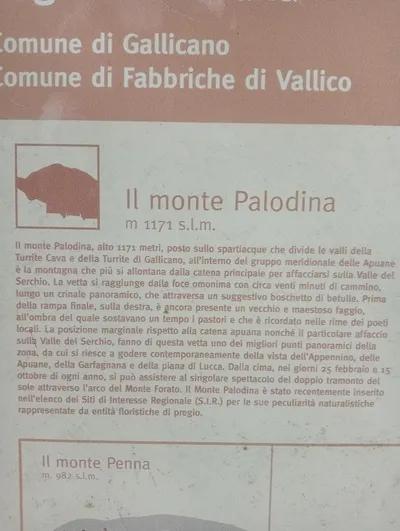 Comune di Gallicano
Comune di Fabbriche di Vallico
Il monte Palodina
m 1171 s.l.m.
Il monte Palodina, alto 1171 metri, posto sullo spartiacque che divide le valli della
Turrite Cava e della Turrite di Gallicano, all'interno del gruppo meridionale delle Apuane
è la montagna che più si allontana dalla catena principale per affacciarsi sulla Valle del
Serchio. La vetta si raggiunge dalla foce omonima con circa venti minuti di cammino,
lungo un crinale panoramico, che attraversa un suggestivo boschetto di betulle. Prima
della rampa finale, sulla destra, è ancora presente un vecchio e maestoso faggio,
all'ombra del quale sostavano un tempo i pastori e che è ricordato nelle rime dei poeti
locali. La posizione marginale rispetto alla catena apuana nonché il particolare affaccio
sulla Valle del Serchio, fanno di questa vetta uno dei migliori punti panoramici della
zona, da cui si riesce a godere contemporaneamente della vista dell'Appennino, delle
Apuane, della Garfagnana e della piana di Lucca. Dalla cima, nei giorni 25 febbraio e 15
ottobre di ogni anno, si può assistere al singolare spettacolo del doppio tramonto del
sole attraverso l'arco del Monte Forato. Il Monte Palodina è stato recentemente inserito
nell'elenco dei Siti di Interesse Regionale (S.I.R.) per le sue peculiarità naturalistiche
rappresentate da entità floristiche di pregio.
Il monte Penna
m. 982 s.l.m.